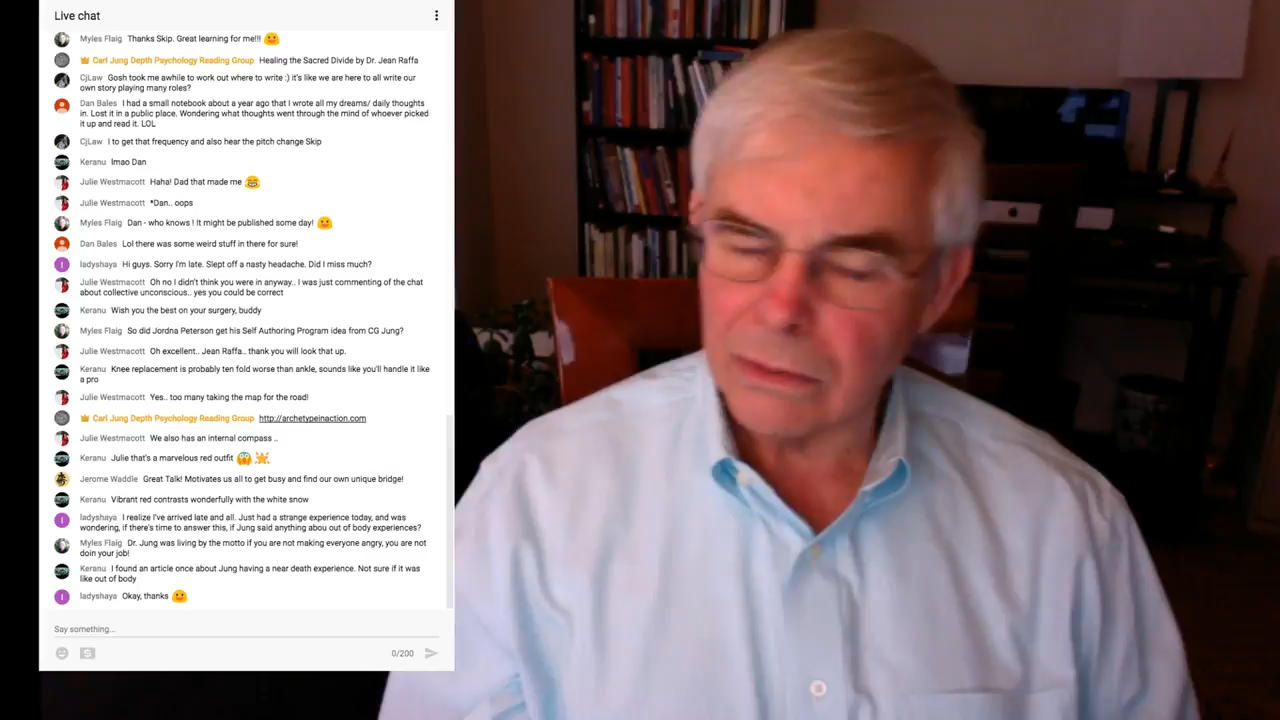 Live chat
Myles Flaig Thanks Skip. Great learning for me!!!
Carl Jung Depth Psychology Reading Group Healing the Sacred Divide by Dr. Jean Raffa
CjLaw Gosh took me awhile to work out where to write :) it's like we are here to all write our
own story playing many roles?
Dan Bales I had a small notebook about a year ago that I wrote all my dreams/ daily thoughts
in. Lost it in a public place. Wondering what thoughts went through the mind of whoever picked
it up and read it. LOL
CjLaw I to get that frequency and also hear the pitch change Skip
Keranu lmao Dan
Julie Westmacott Haha! Dad that made me
Julie Westmacott *Dan.. oops
Myles Flaig Dan - who knows ! It might be published some day!
Dan Bales Lol there was some weird stuff in there for sure!
ladyshaya Hi guys. Sorry I'm late. Slept off a nasty headache. Did I miss much?
Julie Westmacott Oh no I didn't think you were in anyway.. I was just commenting of the chat
about collective unconscious.. yes you could be correct
Keranu Wish you the best on your surgery, buddy
Myles Flaig So did Jordna Peterson get his Self Authoring Program idea from CG Jung?
Julie Westmacott Oh excellent.. Jean Raffa.. thank you will look that up.
Keranu Knee replacement is probably ten fold worse than ankle, sounds like you'll handle it like
a pro
Julie Westmacott Yes.. too many taking the map for the road!
Carl Jung Depth Psychology Reading Group http://archetypeinaction.com
Julie Westmacott We also has an internal compass ..
Keranu Julie that's a marvelous red outfit
Jerome Waddle Great Talk! Motivates us all to get busy and find our own unique bridge!
Keranu Vibrant red contrasts wonderfully with the white snow
ladyshaya I realize I've arrived late and all. Just had a strange experience today, and was
wondering, if there's time to answer this, if Jung said anything abou out of body experiences?
Myles Flaig Dr. Jung was living by the motto if you are not making everyone angry, you are not
doin your job!
Keranu I found an article once about Jung having a near death experience. Not sure if it was
like out of body
ladyshaya Okay, thanks
Say something...
0/200